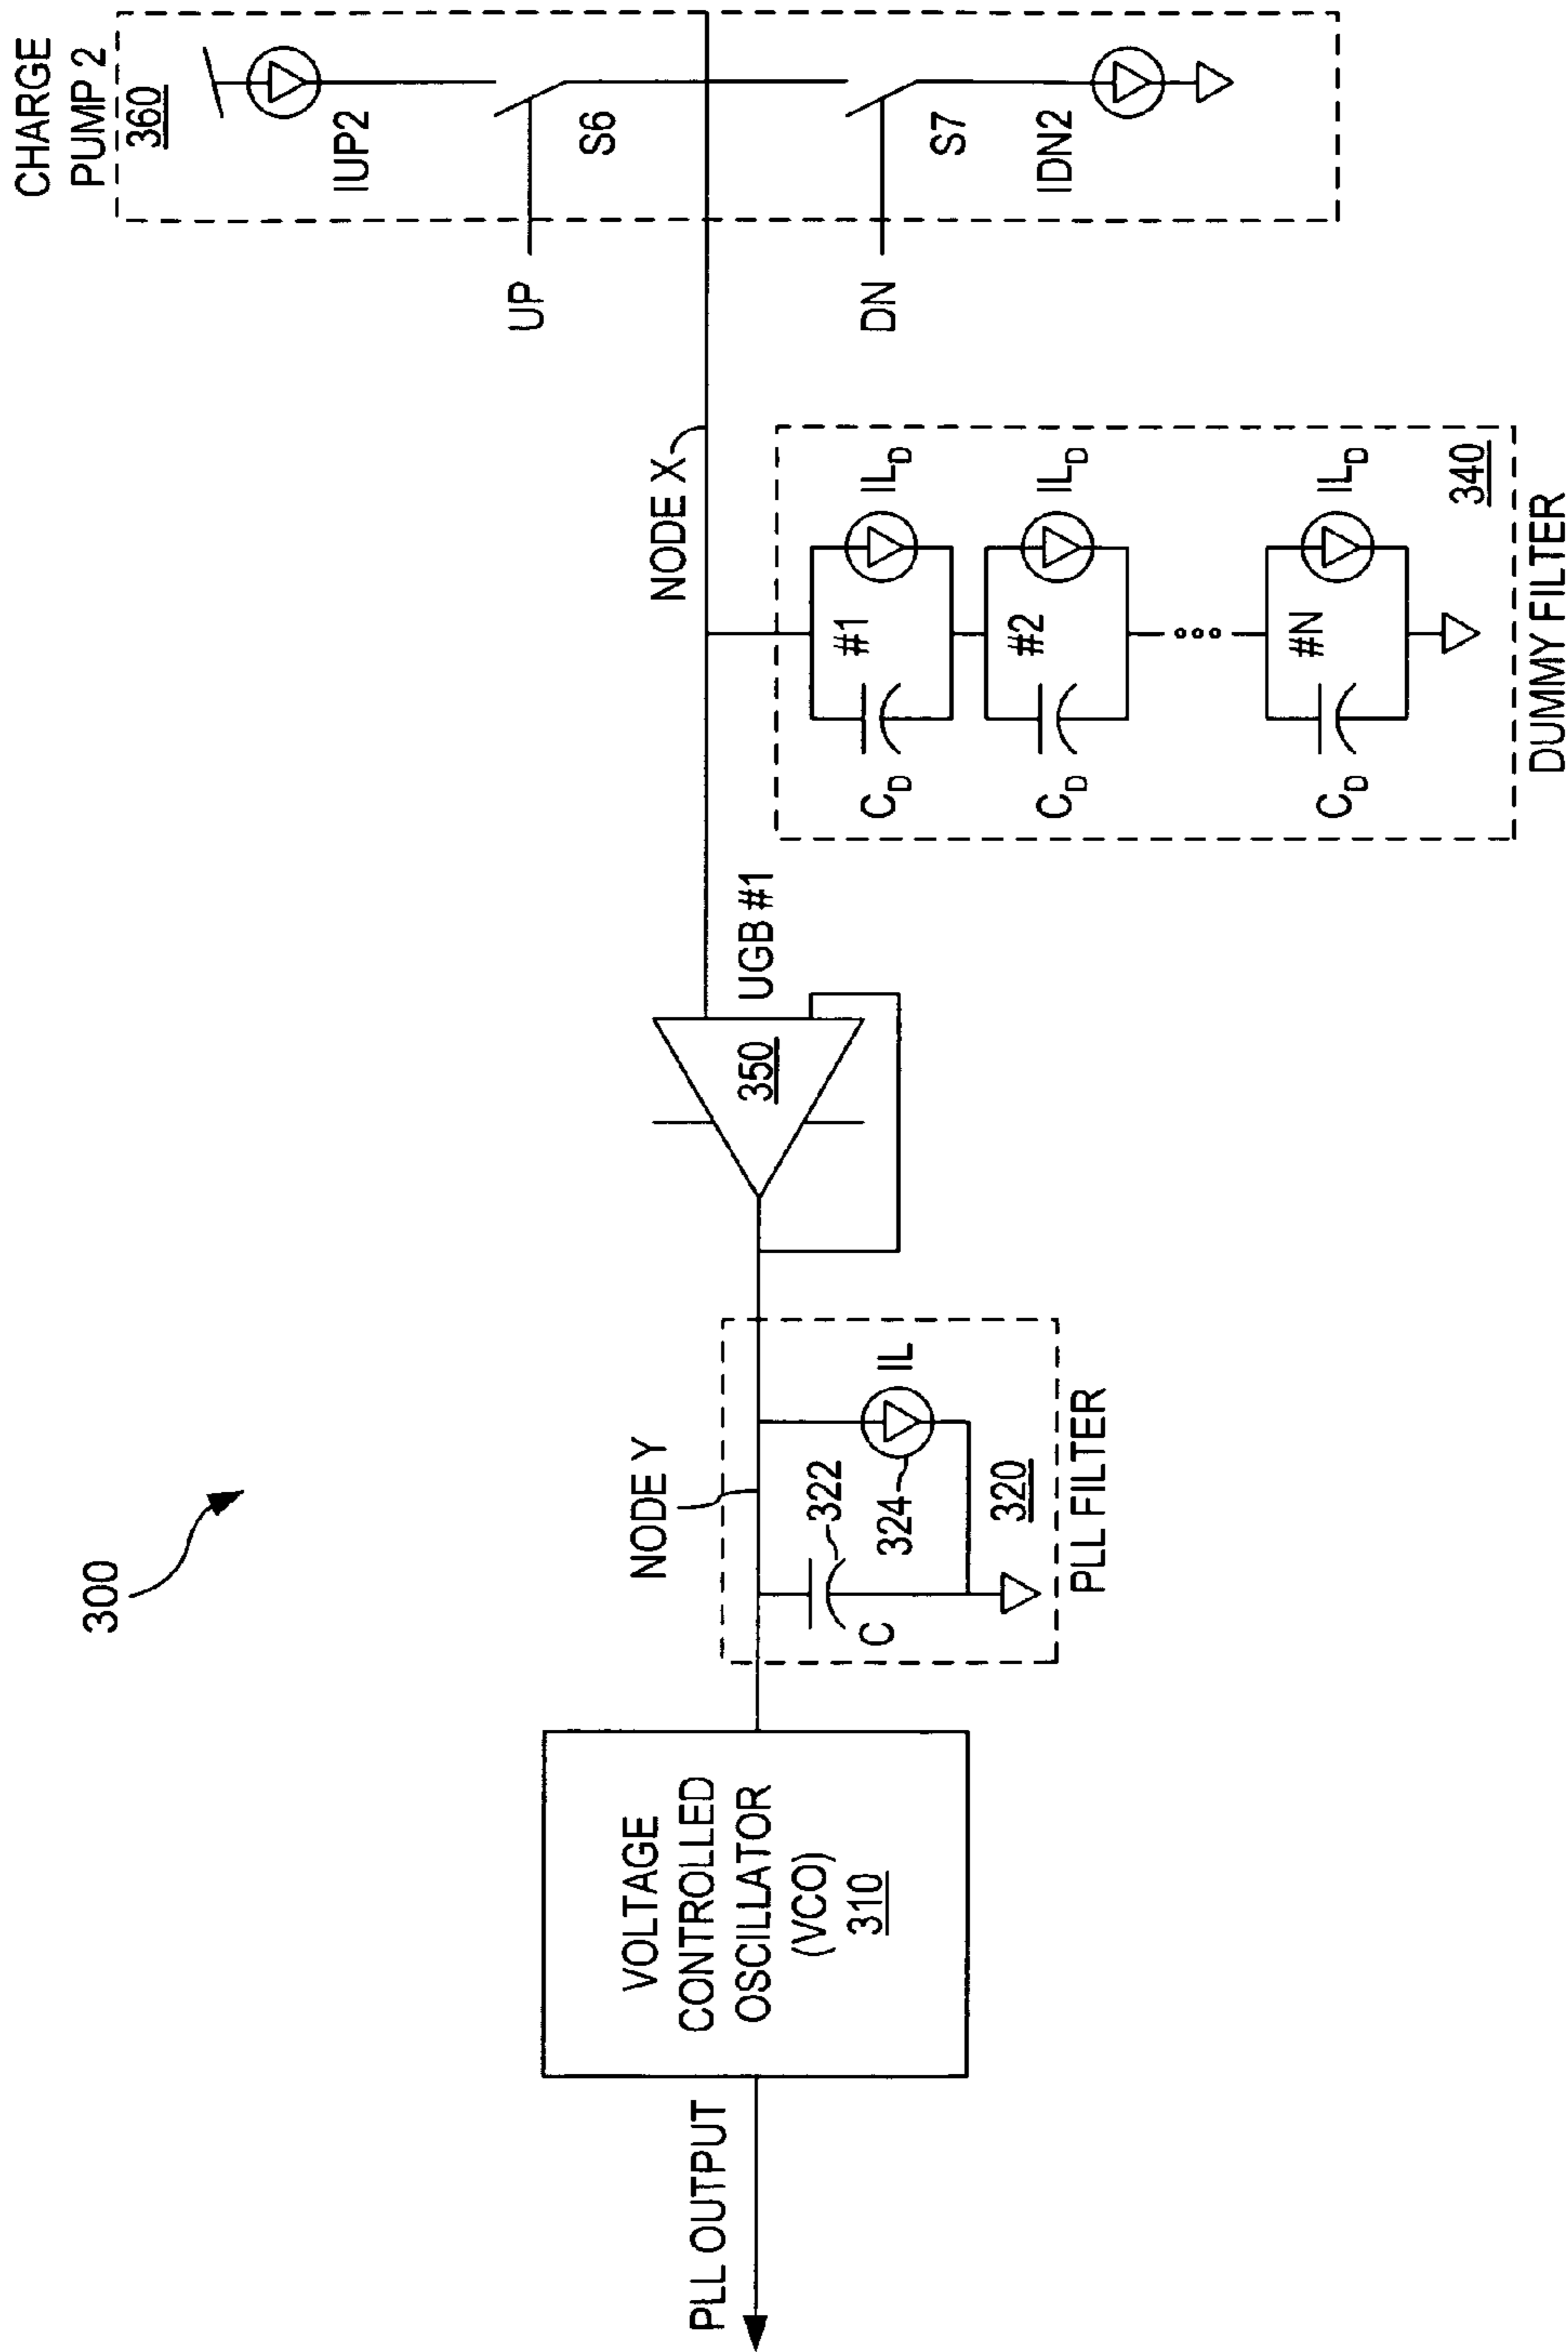 300
CHARGE
PUMP 2
360
IUP2
S6
UP
S7
DN
IDN2
NODE X
#1
C_D
IL_D
#2
C_D
IL_D
#N
C_D
IL_D
340
DUMMY FILTER
UGB #1
350
NODE Y
322
C
324
IL
320
PLL FILTER
VOLTAGE
CONTROLLED
OSCILLATOR
(VCO)
310
PLL OUTPUT